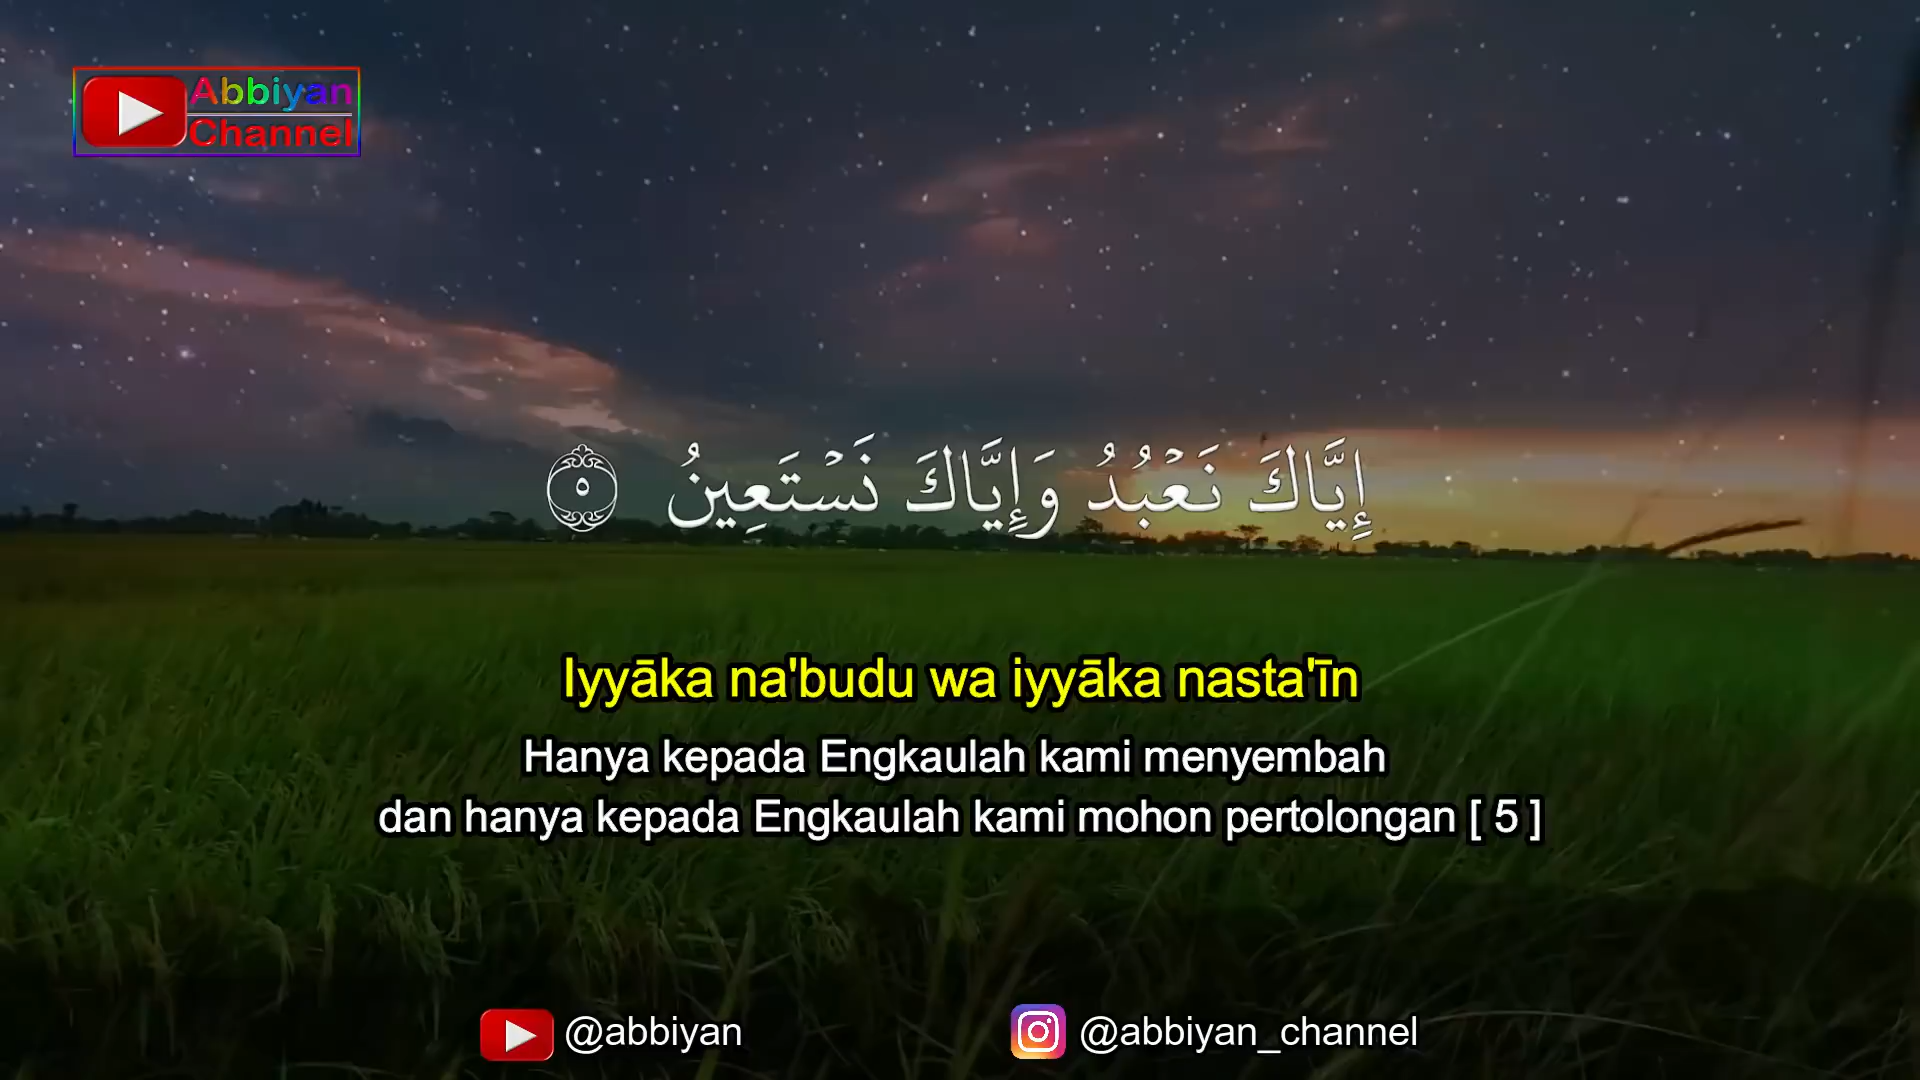 Abbiyan
Channel
إِيَّاكَ نَعْبُدُ وَإِيَّاكَ نَسْتَعِينُ ٥
Iyyāka na'budu wa iyyāka nasta'īn
Hanya kepada Engkaulah kami menyembah
dan hanya kepada Engkaulah kami mohon pertolongan [ 5 ]
@abbiyan
@abbiyan_channel